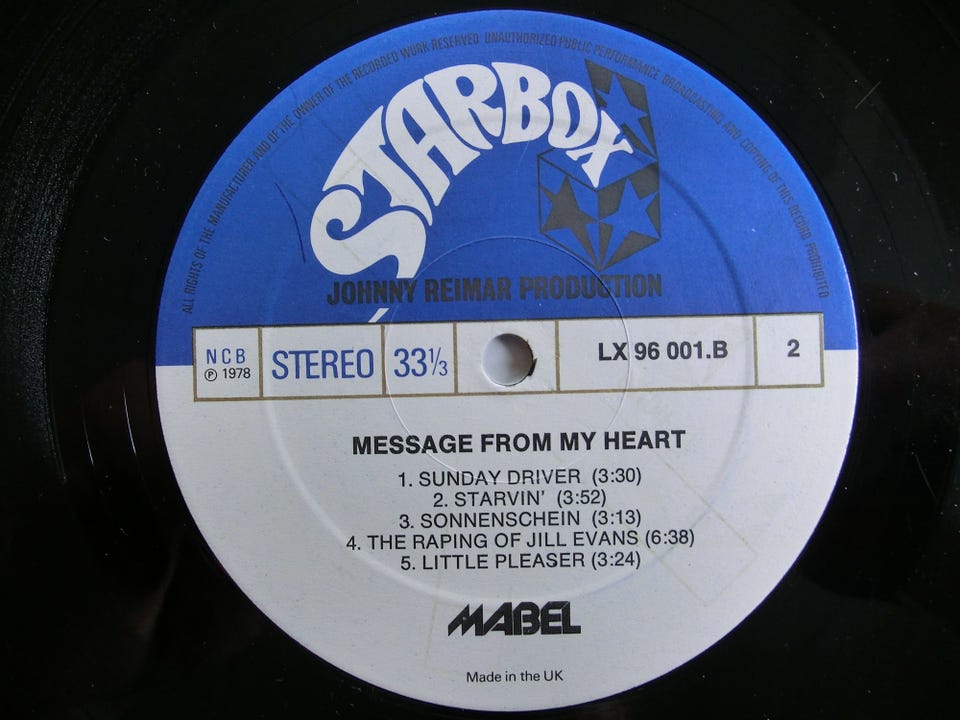 ALL RIGHTS OF THE MANUFACTURER AND OF THE OWNER OF THE RECORDED WORK RESERVED UNAUTHORIZED PUBLIC PERFORMANCE BROADCASTING AND COPYING OF THIS RECORD PROHIBITED
STARBOX
JOHNNY REIMAR PRODUCTION
NCB
℗ 1978
STEREO
33⅓
LX 96 001.B
2
MESSAGE FROM MY HEART
1. SUNDAY DRIVER (3:30)
2. STARVIN' (3:52)
3. SONNENSCHEIN (3:13)
4. THE RAPING OF JILL EVANS (6:38)
5. LITTLE PLEASER (3:24)
MABEL
Made in the UK